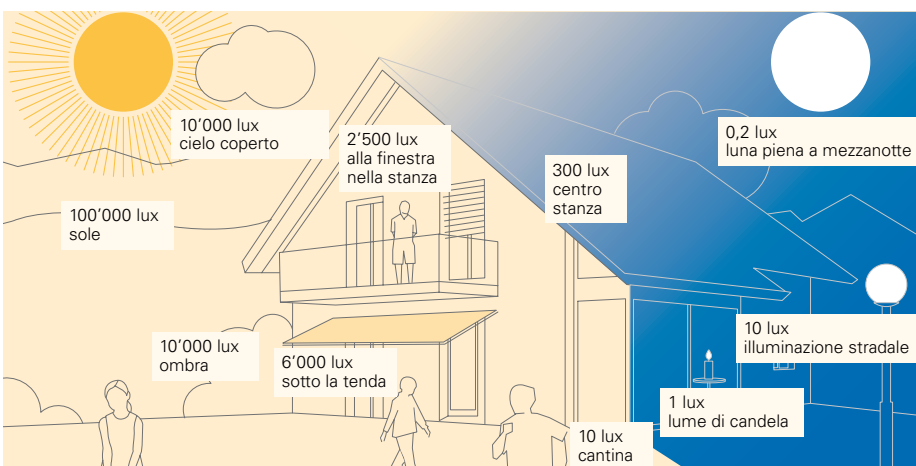 10’000 lux
cielo coperto
2’500 lux
alla finestra
nella stanza
0,2 lux
luna piena a mezzanotte
300 lux
centro
stanza
100’000 lux
sole
10’000 lux
ombra
6’000 lux
sotto la tenda
10 lux
illuminazione stradale
1 lux
lume di candela
10 lux
cantina